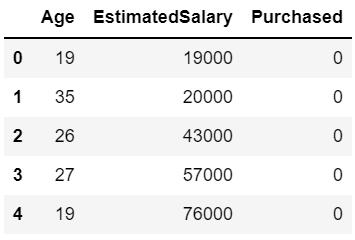 Age EstimatedSalary Purchased
0 19 19000 0
1 35 20000 0
2 26 43000 0
3 27 57000 0
4 19 76000 0